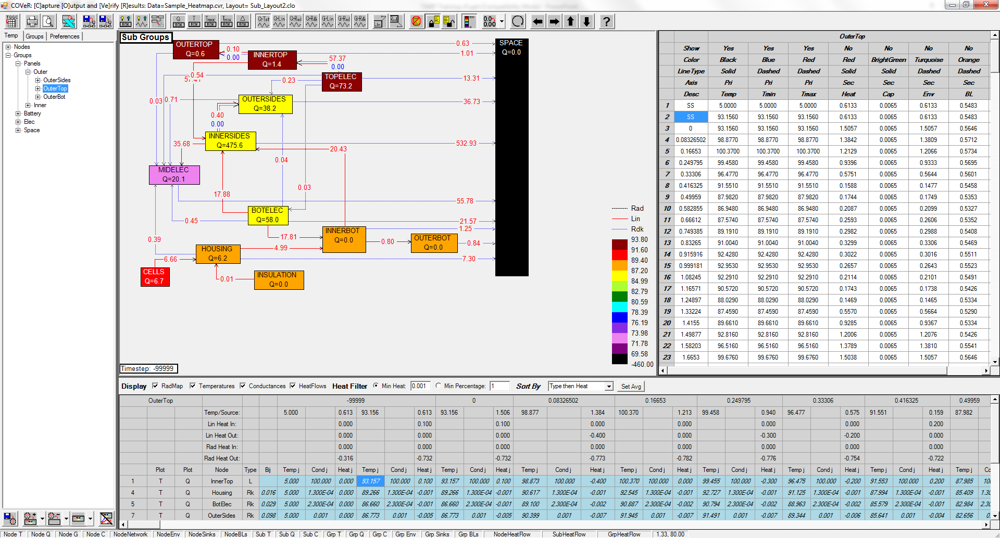 COVeR: [C]apture [O]utput and [Ve]rify [R]esults: Data=Sample_Heatmap.cvr, Layout= Sub_Layout2.clo
Temp Groups Preferences
Nodes
Groups
Panels
Outer
OuterSides
OuterTop
OuterBot
Inner
Battery
Elec
Space
Sub Groups
OUTERTOP
Q=0.6
0.10
0.00
INNERTOP
Q=1.4
57.37
0.00
TOPELEC
Q=73.2
0.63
1.01
SPACE
Q=0.0
0.54
0.23
13.31
0.03
0.71
OUTERSIDES
Q=38.2
36.73
0.40
0.00
INNERSIDES
Q=475.6
35.68
532.93
20.43
0.04
MIDELEC
Q=20.1
0.03
17.88
55.78
BOTELEC
Q=58.0
0.45
21.57
1.25
17.81
INNERBOT
Q=0.0
0.80
OUTERBOT
Q=0.0
0.84
0.39
HOUSING
Q=6.2
4.99
7.30
6.66
CELLS
Q=6.7
0.01
INSULATION
Q=0.0
Rad
Lin
Rdk
93.80
91.60
89.40
87.20
84.99
82.79
80.59
78.39
76.19
73.98
71.78
69.58
-460.00
Timestep: -99999
OuterTop
Show Yes Yes Yes No No No No
Color Black Blue Red Red BrightGreen Turquoise Orange
LineType Solid Dashed Dashed Solid Solid Dashed Dashed
Axis Pri Pri Pri Sec Sec Sec Sec
Desc Temp Tmin Tmax Heat Cap Env BL
1 SS 5.0000 5.0000 5.0000 0.6133 0.0065 0.6133 0.5483
2 SS 93.1560 93.1560 93.1560 0.6133 0.0065 0.6133 0.5483
3 0 93.1560 93.1560 93.1560 1.5057 0.0065 1.5057 0.5646
4 0.08326502 98.8770 98.8770 98.8770 1.3842 0.0065 1.3809 0.5712
5 0.16653 100.3700 100.3700 100.3700 1.2129 0.0065 1.2066 0.5734
6 0.249795 99.4580 99.4580 99.4580 0.9396 0.0065 0.9333 0.5695
7 0.33306 96.4770 96.4770 96.4770 0.5751 0.0065 0.5644 0.5601
8 0.416325 91.5510 91.5510 91.5510 0.1588 0.0065 0.1477 0.5458
9 0.49959 87.9820 87.9820 87.9820 0.1744 0.0065 0.1749 0.5353
10 0.582855 86.9480 86.9480 86.9480 0.2087 0.0065 0.2099 0.5327
11 0.66612 87.5740 87.5740 87.5740 0.2593 0.0065 0.2606 0.5352
12 0.749385 89.1910 89.1910 89.1910 0.2982 0.0065 0.2988 0.5408
13 0.83265 91.0040 91.0040 91.0040 0.3299 0.0065 0.3306 0.5469
14 0.915916 92.4280 92.4280 92.4280 0.3022 0.0065 0.3016 0.5511
15 0.999181 92.9530 92.9530 92.9530 0.2657 0.0065 0.2643 0.5523
16 1.08245 92.2910 92.2910 92.2910 0.2114 0.0065 0.2101 0.5491
17 1.16571 90.5720 90.5720 90.5720 0.1743 0.0065 0.1738 0.5426
18 1.24897 88.0290 88.0290 88.0290 0.1469 0.0065 0.1465 0.5334
19 1.33224 87.4590 87.4590 87.4590 0.5570 0.0065 0.5664 0.5290
20 1.4155 89.6610 89.6610 89.6610 0.9285 0.0065 0.9367 0.5334
21 1.49877 92.8160 92.8160 92.8160 1.2006 0.0065 1.2076 0.5426
22 1.58203 96.5160 96.5160 96.5160 1.3789 0.0065 1.3810 0.5541
23 1.6653 99.6760 99.6760 99.6760 1.5038 0.0065 1.5057 0.5646
Display RadMap Temperatures Conductances HeatFlows Heat Filter Min Heat: 0.001 Min Percentage: 1 Sort By Type then Heat Set Avg
OuterTop -99999 0 0.08326502 0.16653 0.249795 0.33306 0.416325 0.49959
Temp/Source: 5.000 0.613 93.156 0.613 93.156 1.506 98.877 1.384 100.370 1.213 99.458 0.940 96.477 0.575 91.551 0.159 87.982
Lin Heat In: 0.000 0.100 0.100 0.000 0.000 0.000 0.000 0.200
Lin Heat Out: 0.000 0.000 0.000 -0.400 0.000 -0.300 -0.200 0.000
Rad Heat In: 0.000 0.000 0.000 0.000 0.000 0.000 0.000 0.000
Rad Heat Out: -0.316 -0.732 -0.732 -0.773 -0.782 -0.776 -0.754 -0.722
Plot Plot Node Type Bij Temp j Cond j Heat j Temp j Cond j Heat j Temp j Cond j Heat j Temp j Cond j Heat j Temp j Cond j Heat j Temp j Cond j Heat j Temp j Cond j Heat j Temp j Cond j Heat j Temp j
1 T Q InnerTop L 5.000 100.000 0.000 93.157 100.000 0.100 93.157 100.000 0.100 98.873 100.000 -0.400 100.370 100.000 0.000 99.455 100.000 -0.300 96.475 100.000 -0.200 91.553 100.000 0.200 87.985
4 T Q Housing Rk 0.016 5.000 1.300E-04 0.000 89.266 1.300E-04 -0.001 89.266 1.300E-04 -0.001 90.617 1.300E-04 -0.001 92.545 1.300E-04 -0.001 92.727 1.300E-04 -0.001 91.125 1.300E-04 -0.001 87.994 1.300E-04 -0.001 85.409
5 T Q BotElec Rk 0.029 5.000 2.300E-04 0.000 86.660 2.300E-04 -0.001 86.660 2.300E-04 -0.001 89.100 2.300E-04 -0.002 90.887 2.300E-04 -0.002 90.794 2.300E-04 -0.002 88.963 2.300E-04 -0.002 85.579 2.300E-04 -0.001 82.984
7 T Q OuterSides Rk 0.098 5.000 0.001 0.000 86.773 0.001 -0.005 86.773 0.001 -0.005 90.399 0.001 -0.007 91.945 0.001 -0.007 91.491 0.001 -0.007 89.344 0.001 -0.006 85.641 0.001 -0.004 82.656
Node T Node Q Node G Node C NodeNetwork NodeEnv NodeSinks NodeBLs Sub T Sub Q Sub C Grp T Grp Q Grp C Grp Env Grp Sinks Grp BLs NodeHeatFlow SubHeatFlow GrpHeatFlow 1.33, 80.00